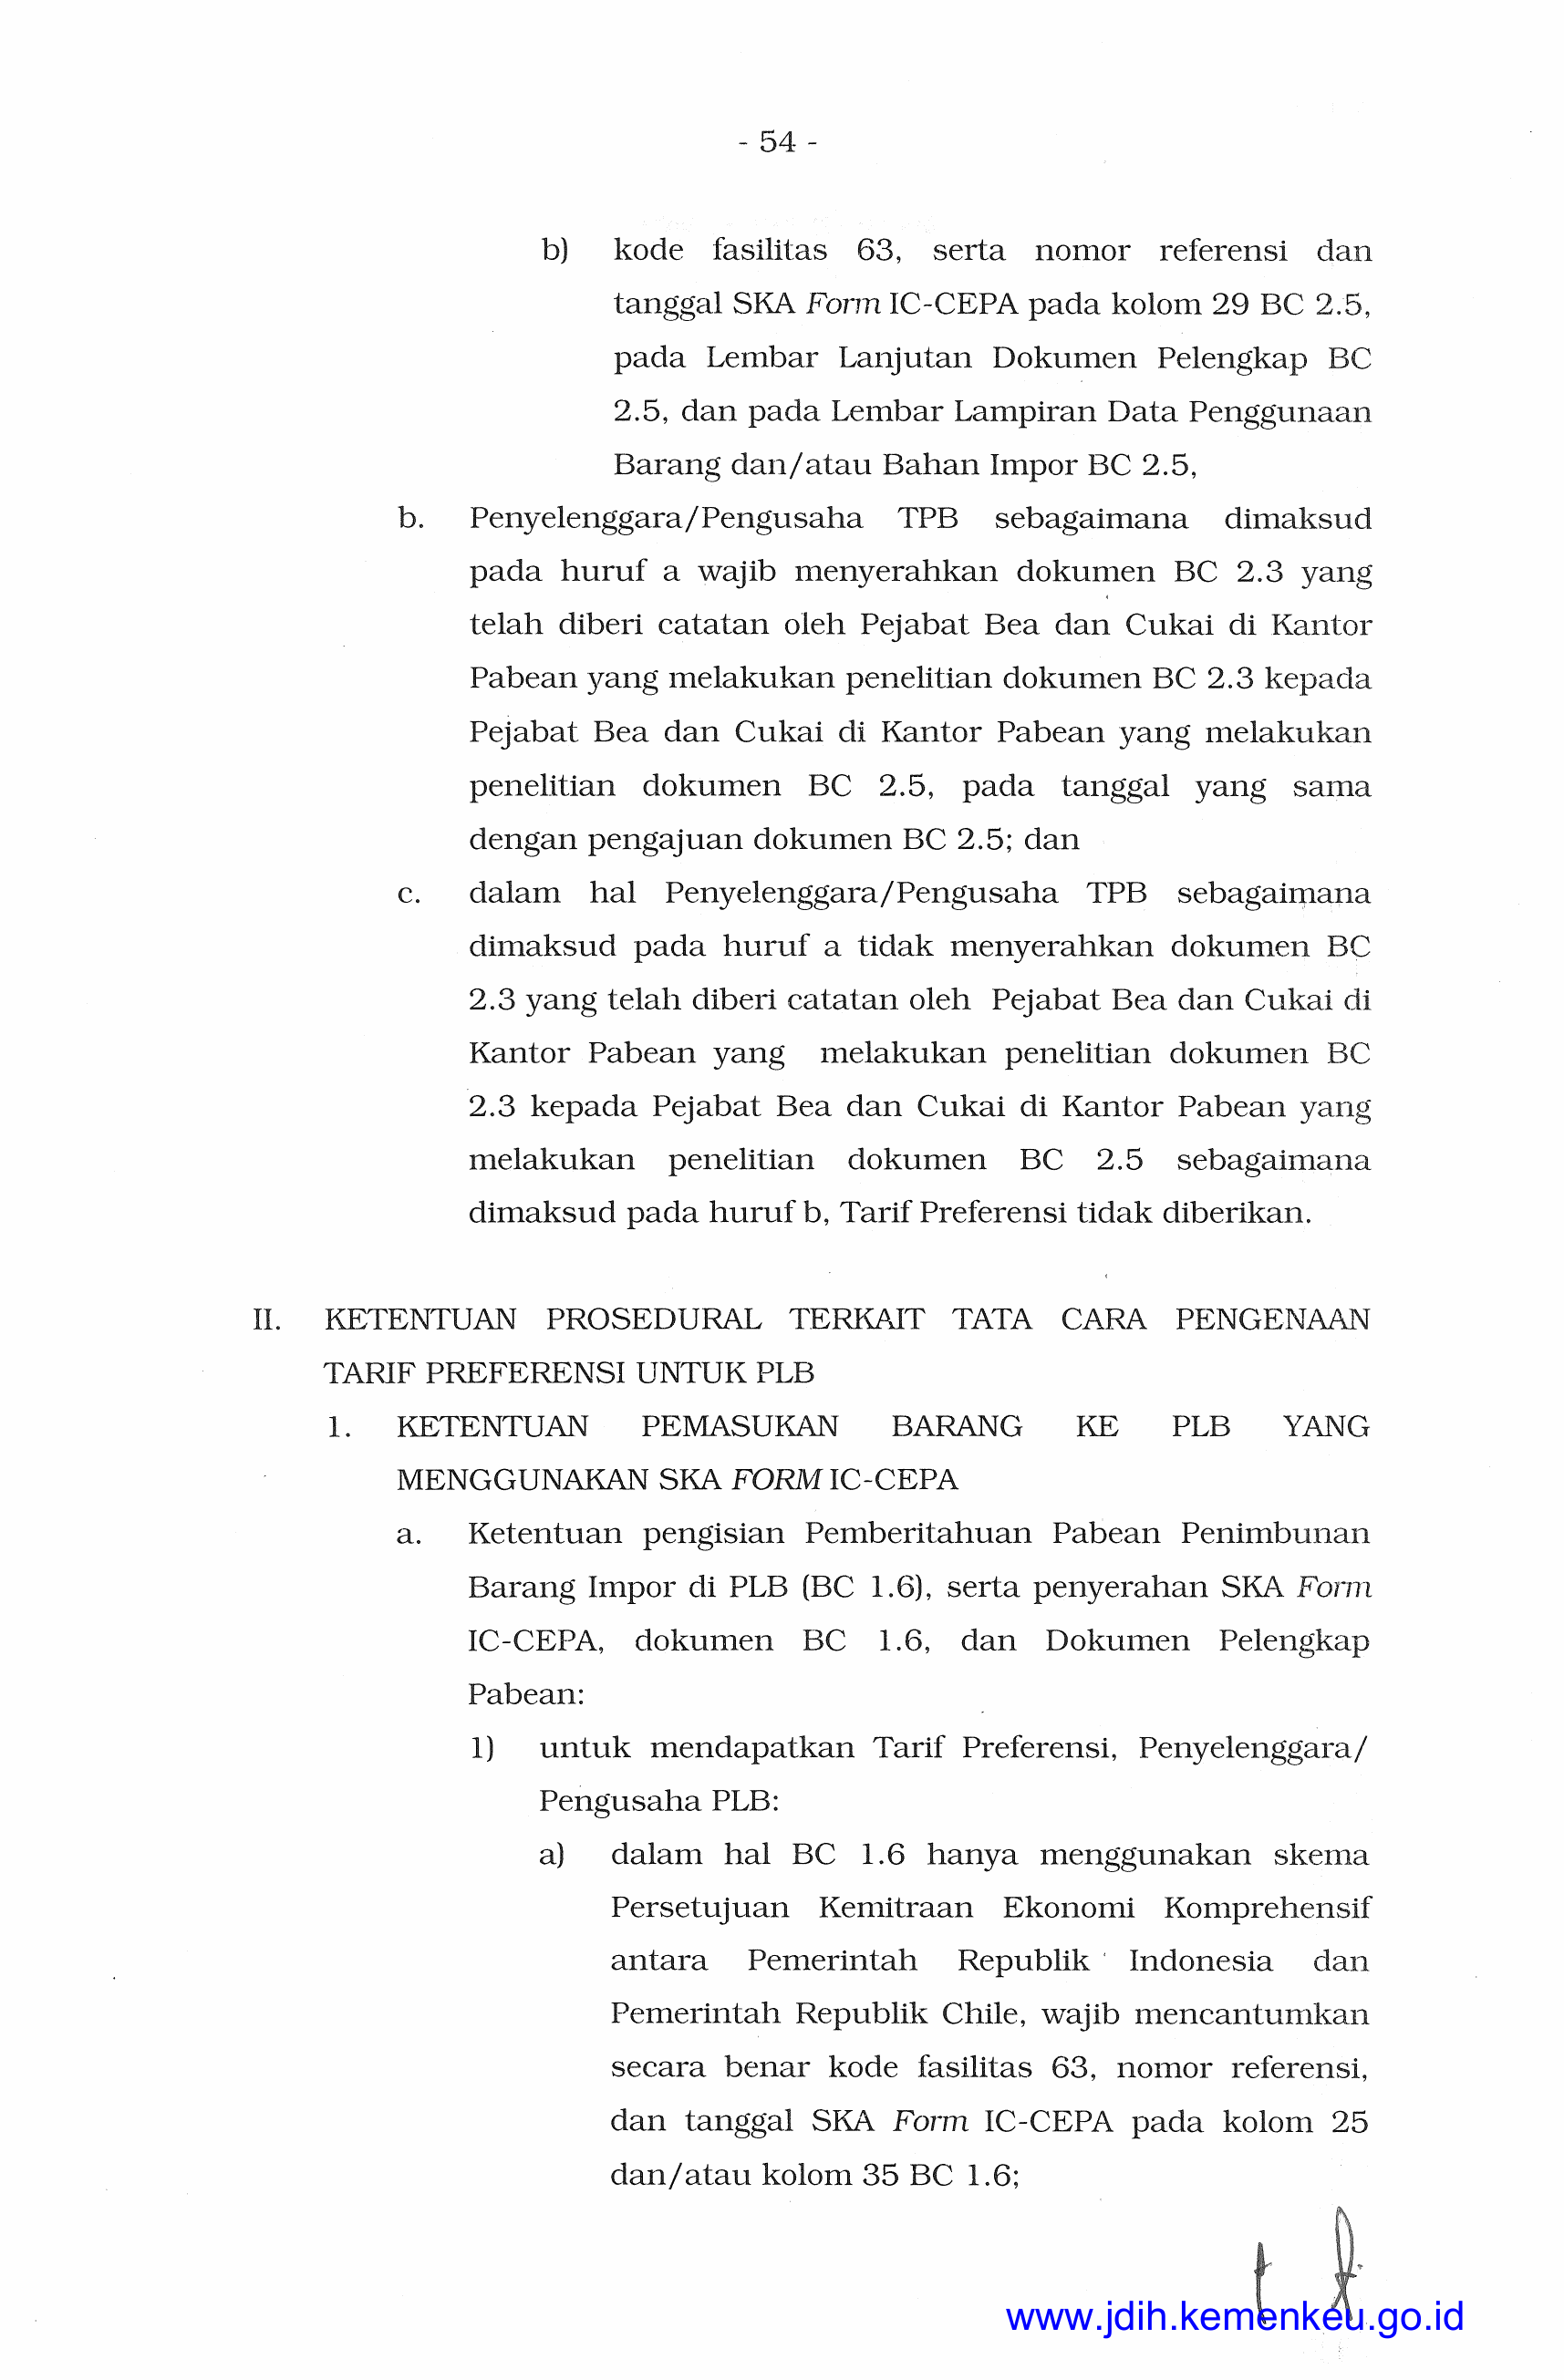 - 54 -
b) kode fasilitas 63, serta nomor referensi dan
tanggal SKA Form IC-CEPA pada kolom 29 BC 2.5,
pada Lembar Lanjutan Dokumen Pelengkap BC
2.5, dan pada Lembar Lampiran Data Penggunaan
Barang dan/atau Bahan Impor BC 2.5,
b. Penyelenggara/Pengusaha TPB sebagaimana dimaksud
pada huruf a wajib menyerahkan dokumen BC 2.3 yang
telah diberi catatan oleh Pejabat Bea dan Cukai di Kantor
Pabean yang melakukan penelitian dokumen BC 2.3 kepada
Pejabat Bea dan Cukai di Kantor Pabean yang melakukan
penelitian dokumen BC 2.5, pada tanggal yang sama
dengan pengajuan dokumen BC 2.5; dan
c. dalam hal Penyelenggara/Pengusaha TPB sebagaimana
dimaksud pada huruf a tidak menyerahkan dokumen BC
2.3 yang telah diberi catatan oleh Pejabat Bea dan Cukai di
Kantor Pabean yang melakukan penelitian dokumen BC
2.3 kepada Pejabat Bea dan Cukai di Kantor Pabean yang
melakukan penelitian dokumen BC 2.5 sebagaimana
dimaksud pada huruf b, Tarif Preferensi tidak diberikan.
II. KETENTUAN PROSEDURAL TERKAIT TATA CARA PENGENAAN
TARIF PREFERENSI UNTUK PLB
1. KETENTUAN PEMASUKAN BARANG KE PLB YANG
MENGGUNAKAN SKA FORM IC-CEPA
a. Ketentuan pengisian Pemberitahuan Pabean Penimbunan
Barang Impor di PLB (BC 1.6), serta penyerahan SKA Form
IC-CEPA, dokumen BC 1.6, dan Dokumen Pelengkap
Pabean:
1) untuk mendapatkan Tarif Preferensi, Penyelenggara/
Pengusaha PLB:
a) dalam hal BC 1.6 hanya menggunakan skema
Persetujuan Kemitraan Ekonomi Komprehensif
antara Pemerintah Republik Indonesia dan
Pemerintah Republik Chile, wajib mencantumkan
secara benar kode fasilitas 63, nomor referensi,
dan tanggal SKA Form IC-CEPA pada kolom 25
dan/atau kolom 35 BC 1.6;
www.jdih.kemenkeu.go.id